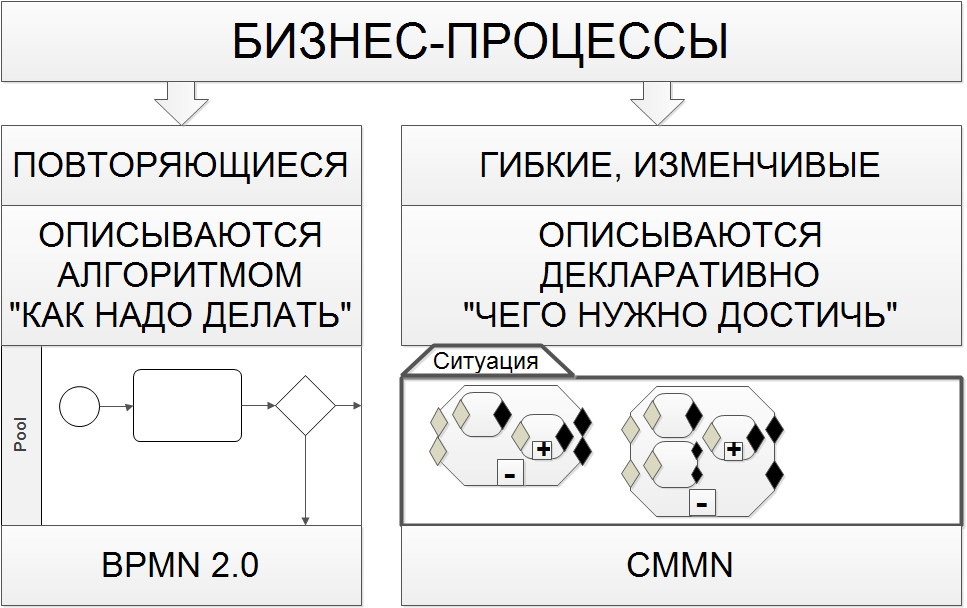 БИЗНЕС-ПРОЦЕССЫ
ПОВТОРЯЮЩИЕСЯ
ОПИСЫВАЮТСЯ
АЛГОРИТМОМ
"КАК НАДО ДЕЛАТЬ"
Pool
BPMN 2.0
ГИБКИЕ, ИЗМЕНЧИВЫЕ
ОПИСЫВАЮТСЯ
ДЕКЛАРАТИВНО
"ЧЕГО НУЖНО ДОСТИЧЬ"
Ситуация
+
-
+
-
CMMN